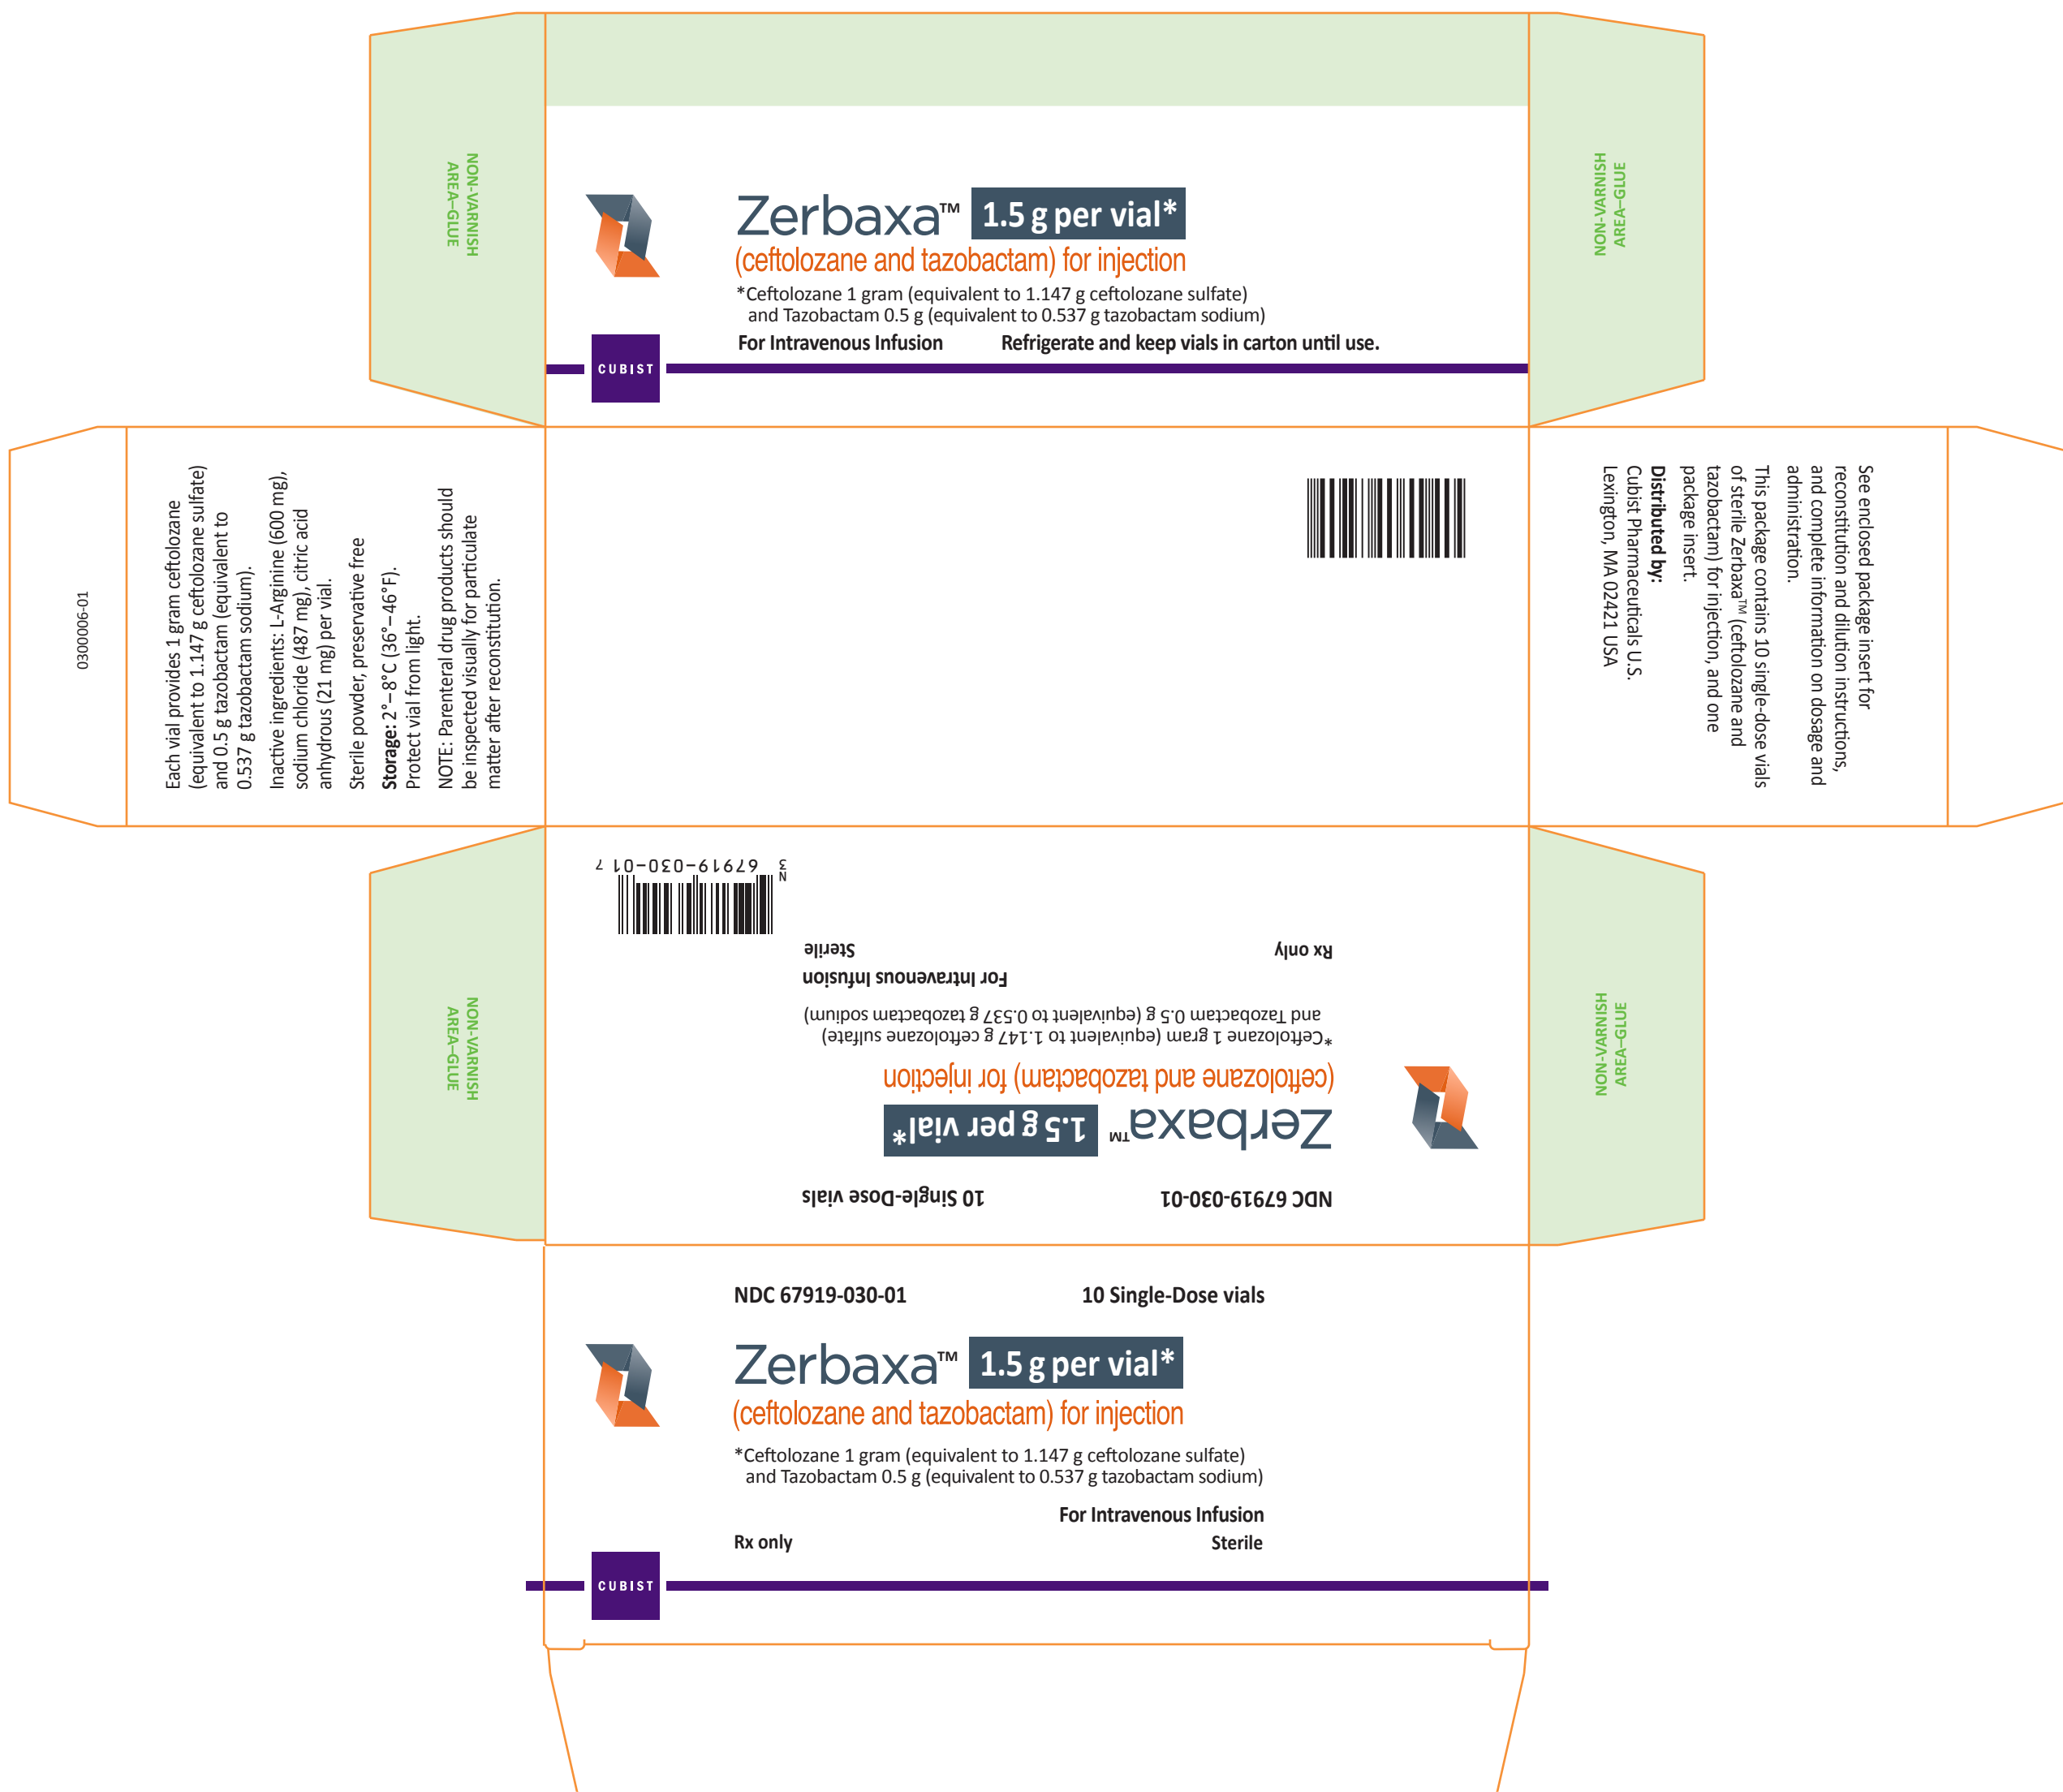 NON-VARNISH
AREA–GLUE
NON-VARNISH
AREA–GLUE
Zerbaxa™ 1.5 g per vial*
(ceftolozane and tazobactam) for injection
*Ceftolozane 1 gram (equivalent to 1.147 g ceftolozane sulfate)
and Tazobactam 0.5 g (equivalent to 0.537 g tazobactam sodium)
For Intravenous Infusion Refrigerate and keep vials in carton until use.
CUBIST
0300006-01
Each vial provides 1 gram ceftolozane
(equivalent to 1.147 g ceftolozane sulfate)
and 0.5 g tazobactam (equivalent to
0.537 g tazobactam sodium).
Inactive ingredients: L-Arginine (600 mg),
sodium chloride (487 mg), citric acid
anhydrous (21 mg) per vial.
Sterile powder, preservative free
Storage: 2°–8°C (36°–46°F).
Protect vial from light.
NOTE: Parenteral drug products should
be inspected visually for particulate
matter after reconstitution.
See enclosed package insert for
reconstitution and dilution instructions,
and complete information on dosage and
administration.
This package contains 10 single-dose vials
of sterile Zerbaxa™ (ceftolozane and
tazobactam) for injection, and one
package insert.
Distributed by:
Cubist Pharmaceuticals U.S.
Lexington, MA 02421 USA
NON-VARNISH
AREA–GLUE
NON-VARNISH
AREA–GLUE
NDC 67919-030-01 10 Single-Dose vials
Zerbaxa™ 1.5 g per vial*
(ceftolozane and tazobactam) for injection
*Ceftolozane 1 gram (equivalent to 1.147 g ceftolozane sulfate)
and Tazobactam 0.5 g (equivalent to 0.537 g tazobactam sodium)
For Intravenous Infusion
Rx only Sterile
N
3 67919-030-01 7
NDC 67919-030-01 10 Single-Dose vials
Zerbaxa™ 1.5 g per vial*
(ceftolozane and tazobactam) for injection
*Ceftolozane 1 gram (equivalent to 1.147 g ceftolozane sulfate)
and Tazobactam 0.5 g (equivalent to 0.537 g tazobactam sodium)
For Intravenous Infusion
Rx only Sterile
CUBIST